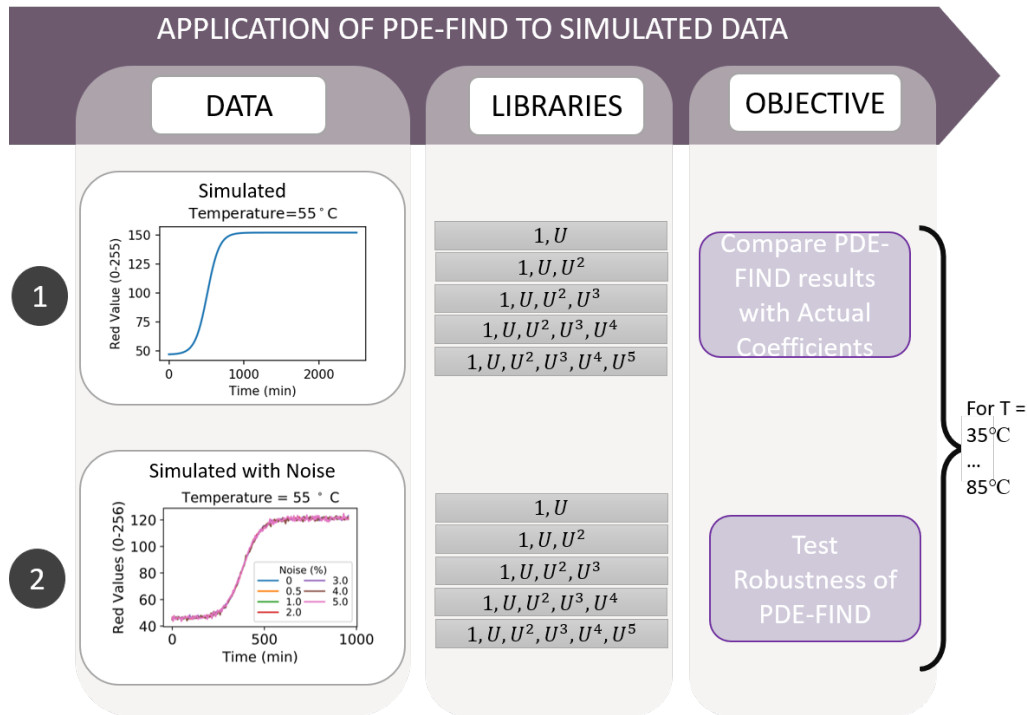 APPLICATION OF PDE-FIND TO SIMULATED DATA
DATA
LIBRARIES
OBJECTIVE
1
Simulated
Temperature=55°C
Red Value (0-255)
150
125
100
75
50
0
1000
2000
Time (min)
1, U
1, U, U²
1, U, U², U³
1, U, U², U³, U⁴
1, U, U², U³, U⁴, U⁵
Compare PDE-
FIND results
with Actual
Coefficients
2
Simulated with Noise
Temperature = 55 ° C
Red Values (0-256)
120
100
80
60
40
Noise (%)
0
0.5
1.0
2.0
3.0
4.0
5.0
0
500
1000
Time (min)
1, U
1, U, U²
1, U, U², U³
1, U, U², U³, U⁴
1, U, U², U³, U⁴, U⁵
Test
Robustness of
PDE-FIND
For T =
35℃
...
85℃